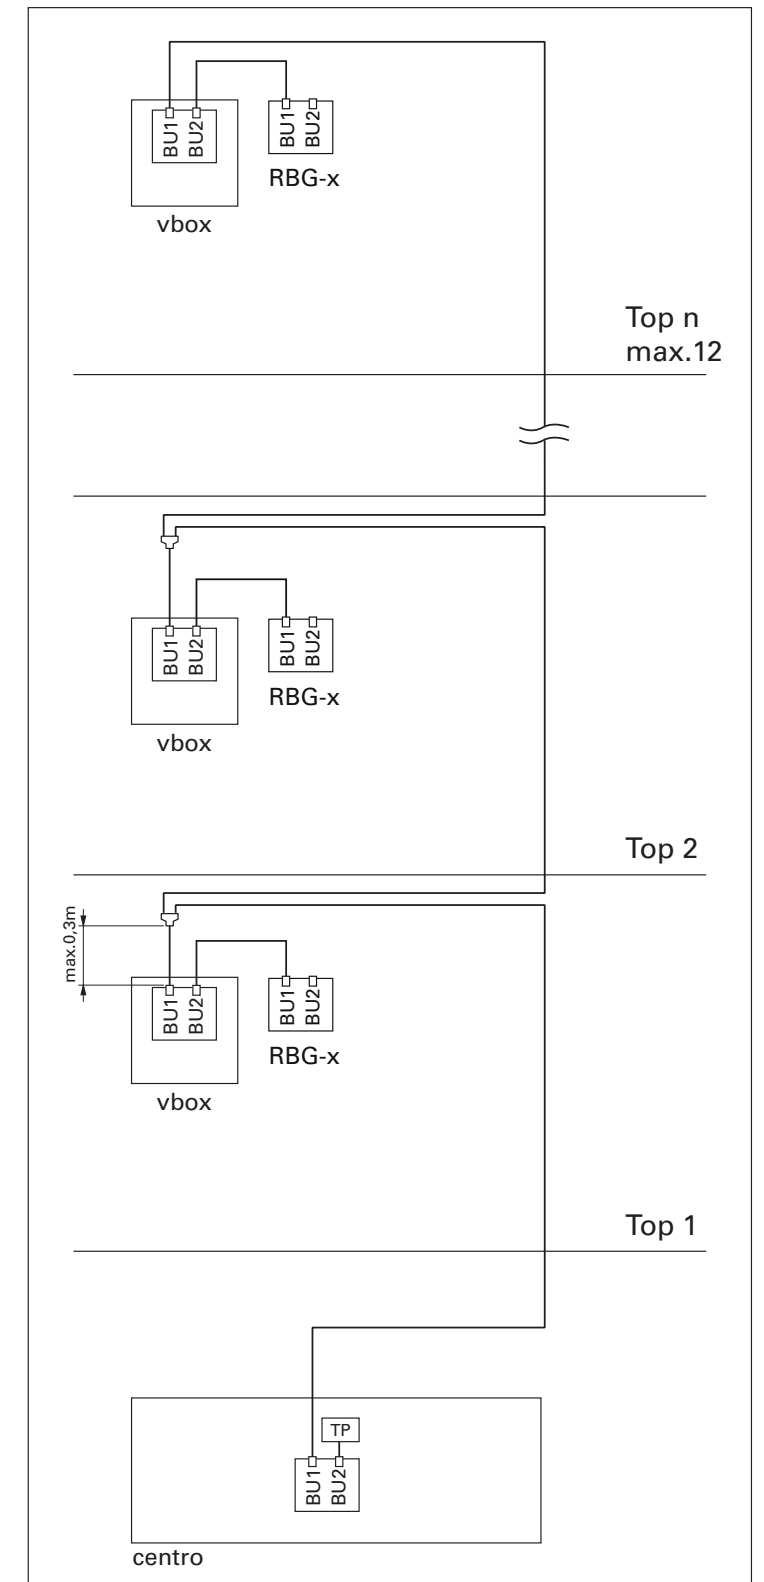 BU1
BU2
BU1
BU2
RBG-x
vbox
Top n
max.12
BU1
BU2
BU1
BU2
RBG-x
vbox
Top 2
max.0,3m
BU1
BU2
BU1
BU2
RBG-x
vbox
Top 1
TP
BU1
BU2
centro